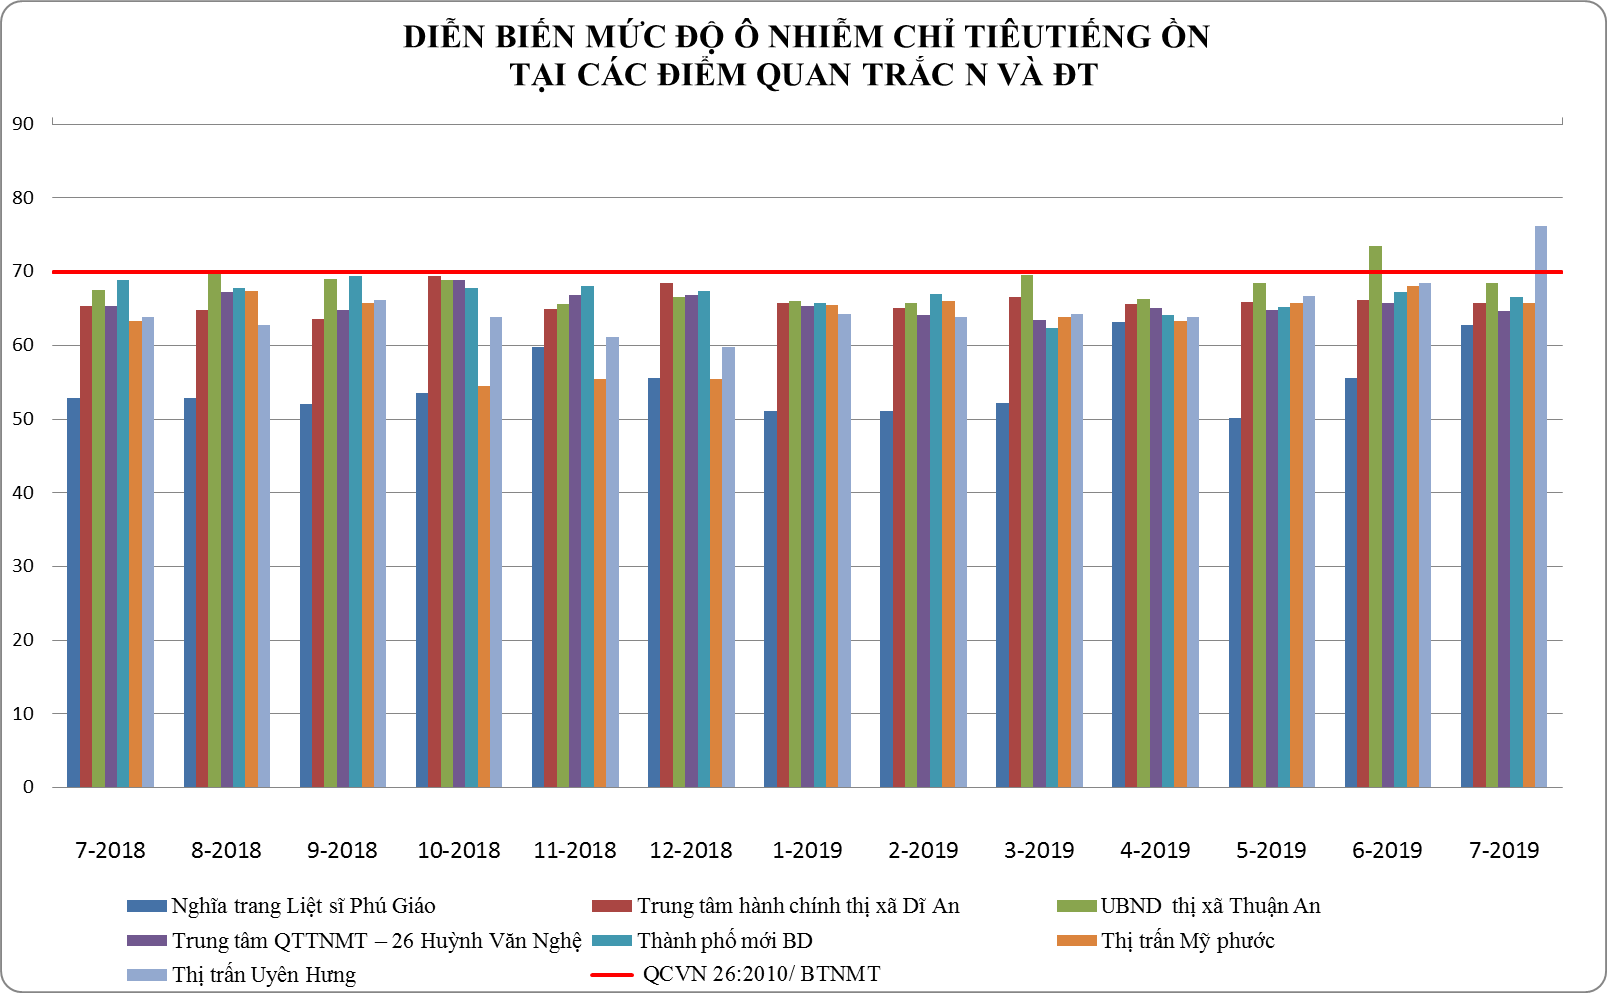 DIỄN BIẾN MỨC ĐỘ Ô NHIỄM CHỈ TIÊUTIẾNG ỒN
TẠI CÁC ĐIỂM QUAN TRẮC N VÀ ĐT
90
80
70
60
50
40
30
20
10
0
7-2018 8-2018 9-2018 10-2018 11-2018 12-2018 1-2019 2-2019 3-2019 4-2019 5-2019 6-2019 7-2019
Nghĩa trang Liệt sĩ Phú Giáo Trung tâm hành chính thị xã Dĩ An UBND thị xã Thuận An
Trung tâm QTTNMT – 26 Huỳnh Văn Nghệ Thành phố mới BD Thị trấn Mỹ phước
Thị trấn Uyên Hưng QCVN 26:2010/ BTNMT